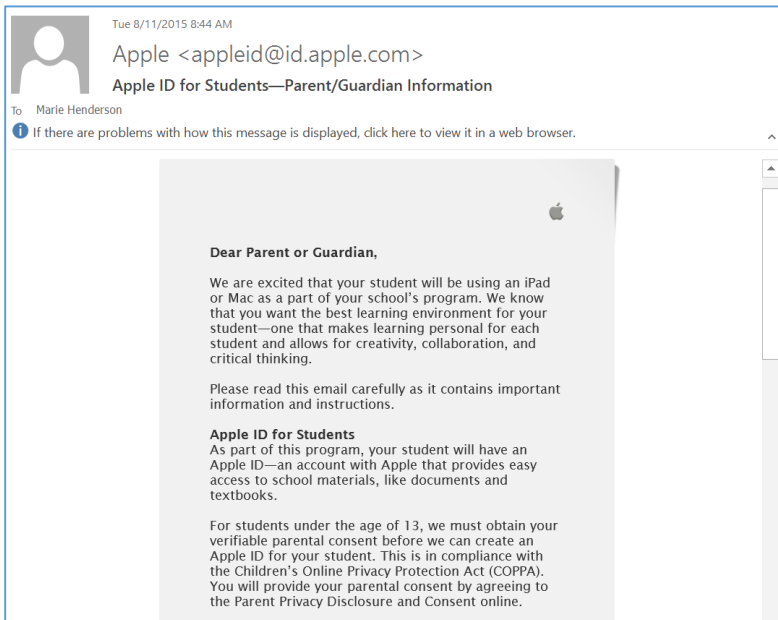 Tue 8/11/2015 8:44 AM
Apple <appleid@id.apple.com>
Apple ID for Students—Parent/Guardian Information
To Marie Henderson
If there are problems with how this message is displayed, click here to view it in a web browser.
Dear Parent or Guardian,
We are excited that your student will be using an iPad
or Mac as a part of your school's program. We know
that you want the best learning environment for your
student—one that makes learning personal for each
student and allows for creativity, collaboration, and
critical thinking.
Please read this email carefully as it contains important
information and instructions.
Apple ID for Students
As part of this program, your student will have an
Apple ID—an account with Apple that provides easy
access to school materials, like documents and
textbooks.
For students under the age of 13, we must obtain your
verifiable parental consent before we can create an
Apple ID for your student. This is in compliance with
the Children's Online Privacy Protection Act (COPPA).
You will provide your parental consent by agreeing to
the Parent Privacy Disclosure and Consent online.